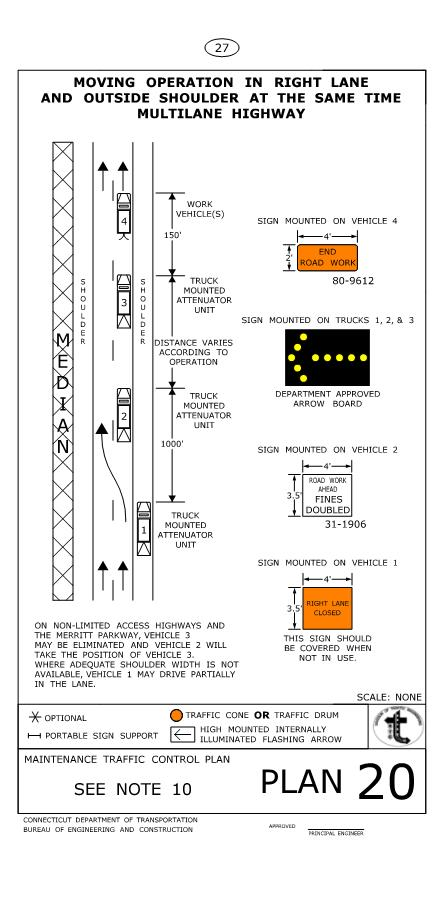 27
MOVING OPERATION IN RIGHT LANE
AND OUTSIDE SHOULDER AT THE SAME TIME
MULTILANE HIGHWAY
MEDIAN
SHOULDER
SHOULDER
4
WORK
VEHICLE(S)
150'
3
TRUCK
MOUNTED
ATTENUATOR
UNIT
DISTANCE VARIES
ACCORDING TO
OPERATION
2
TRUCK
MOUNTED
ATTENUATOR
UNIT
1000'
1
TRUCK
MOUNTED
ATTENUATOR
UNIT
SIGN MOUNTED ON VEHICLE 4
4'
2'
END
ROAD WORK
80-9612
SIGN MOUNTED ON TRUCKS 1, 2, & 3
DEPARTMENT APPROVED
ARROW BOARD
SIGN MOUNTED ON VEHICLE 2
4'
3.5'
ROAD WORK
AHEAD
FINES
DOUBLED
31-1906
SIGN MOUNTED ON VEHICLE 1
4'
3.5'
RIGHT LANE
CLOSED
THIS SIGN SHOULD
BE COVERED WHEN
NOT IN USE.
ON NON-LIMITED ACCESS HIGHWAYS AND
THE MERRITT PARKWAY, VEHICLE 3
MAY BE ELIMINATED AND VEHICLE 2 WILL
TAKE THE POSITION OF VEHICLE 3.
WHERE ADEQUATE SHOULDER WIDTH IS NOT
AVAILABLE, VEHICLE 1 MAY DRIVE PARTIALLY
IN THE LANE.
SCALE: NONE
OPTIONAL
TRAFFIC CONE OR TRAFFIC DRUM
PORTABLE SIGN SUPPORT
HIGH MOUNTED INTERNALLY
ILLUMINATED FLASHING ARROW
MAINTENANCE TRAFFIC CONTROL PLAN
SEE NOTE 10
PLAN 20
CONNECTICUT DEPARTMENT OF TRANSPORTATION
BUREAU OF ENGINEERING AND CONSTRUCTION
APPROVED
PRINCIPAL ENGINEER